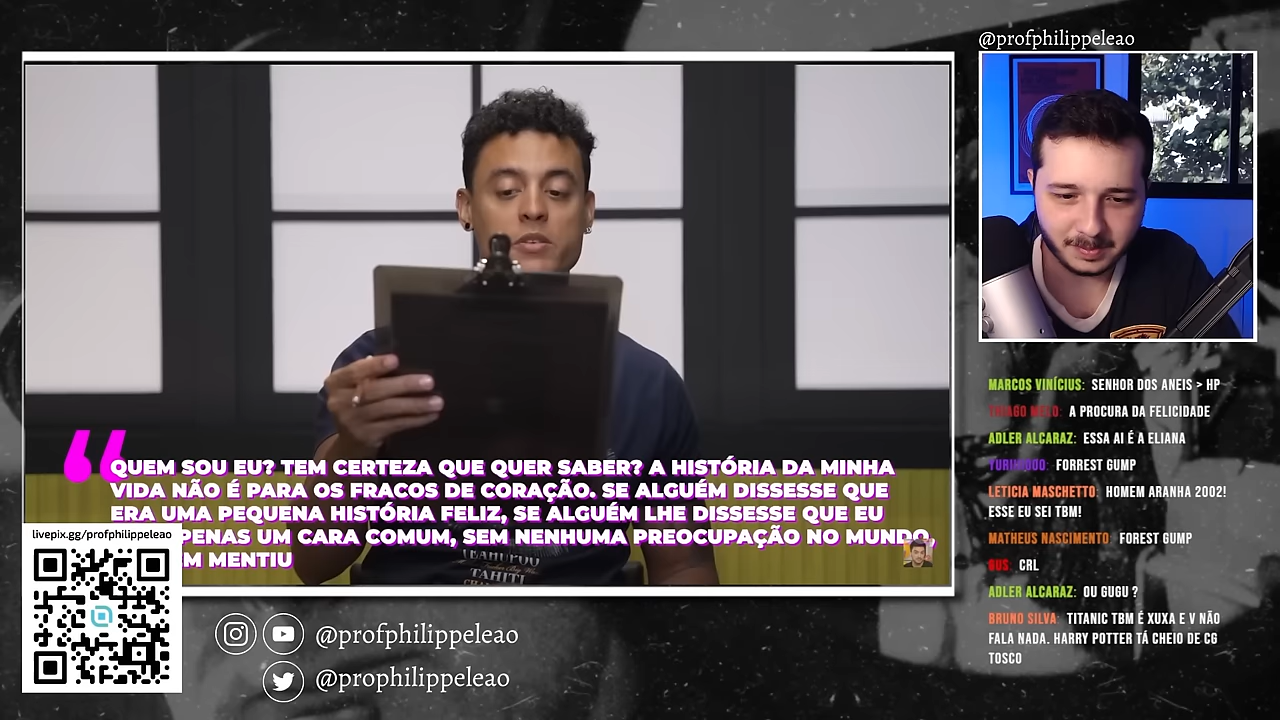 @profphilippeleao
QUEM SOU EU? TEM CERTEZA QUE QUER SABER? A HISTÓRIA DA MINHA
VIDA NÃO É PARA OS FRACOS DE CORAÇÃO. SE ALGUÉM DISSESSE QUE
ERA UMA PEQUENA HISTÓRIA FELIZ, SE ALGUÉM LHE DISSESSE QUE EU
PENAS UM CARA COMUM, SEM NENHUMA PREOCUPAÇÃO NO MUNDO,
M MENTIU
TEAHUPOO
TAHITI
livepix.gg/profphilippeleao
@profphilippeleao
@prophilippeleao
MARCOS VINÍCIUS: SENHOR DOS ANEIS > HP
THIAGO MELO: A PROCURA DA FELICIDADE
ADLER ALCARAZ: ESSA AI É A ELIANA
FORREST GUMP
LETICIA MASCHETTO: HOMEM ARANHA 2002!
ESSE EU SEI TBM!
MATHEUS NASCIMENTO: FOREST GUMP
GUS: CRL
ADLER ALCARAZ: OU GUGU ?
BRUNO SILVA: TITANIC TBM É XUXA E V NÃO
FALA NADA. HARRY POTTER TÁ CHEIO DE CG
TOSCO